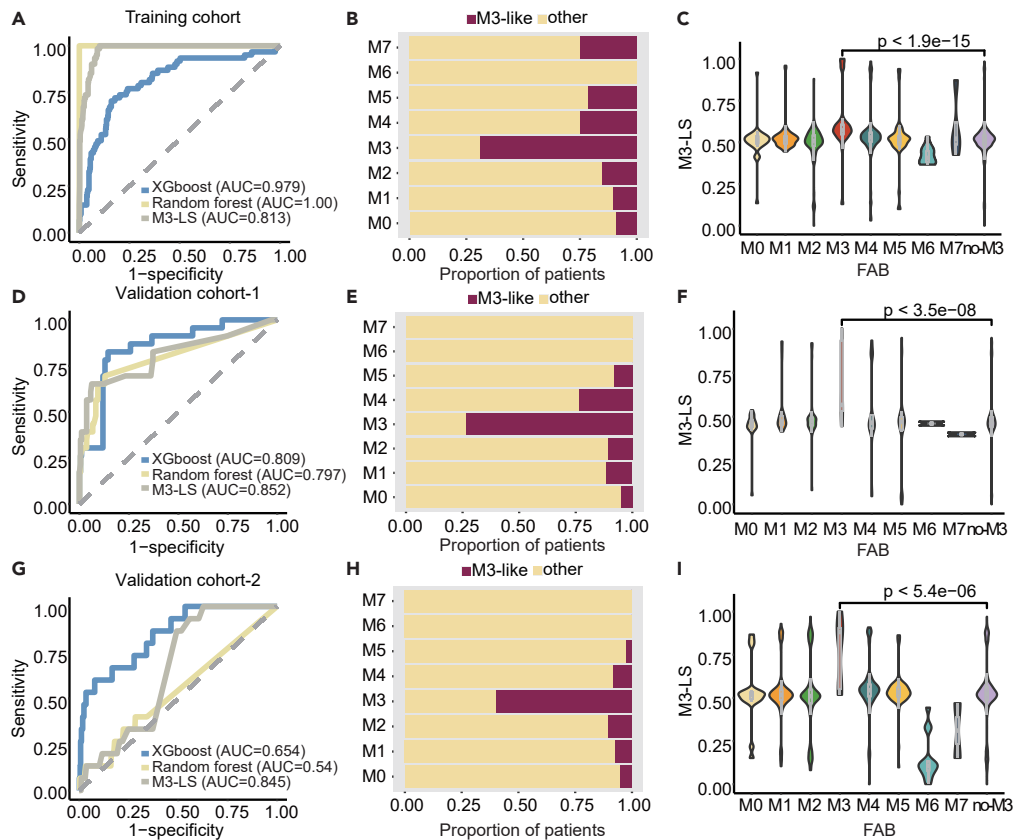 A
Training cohort
1.00
0.75
0.50
0.25
0.00
Sensitivity
XGboost (AUC=0.979)
Random forest (AUC=1.00)
M3-LS (AUC=0.813)
0.00 0.25 0.50 0.75 1.00
1−specificity
B
M3-like other
M7
M6
M5
M4
M3
M2
M1
M0
0.00 0.25 0.50 0.75 1.00
Proportion of patients
C
p < 1.9e−15
1.00
0.75
0.50
0.25
0.00
M3-LS
M0 M1 M2 M3 M4 M5 M6 M7 no-M3
FAB
D
Validation cohort-1
1.00
0.75
0.50
0.25
0.00
Sensitivity
XGboost (AUC=0.809)
Random forest (AUC=0.797)
M3-LS (AUC=0.852)
0.00 0.25 0.50 0.75 1.00
1−specificity
E
M3-like other
M7
M6
M5
M4
M3
M2
M1
M0
0.00 0.25 0.50 0.75 1.00
Proportion of patients
F
p < 3.5e−08
1.00
0.75
0.50
0.25
0.00
M3-LS
M0 M1 M2 M3 M4 M5 M6 M7 no-M3
FAB
G
Validation cohort-2
1.00
0.75
0.50
0.25
0.00
Sensitivity
XGboost (AUC=0.654)
Random forest (AUC=0.54)
M3-LS (AUC=0.845)
0.00 0.25 0.50 0.75 1.00
1−specificity
H
M3-like other
M7
M6
M5
M4
M3
M2
M1
M0
0.00 0.25 0.50 0.75 1.00
Proportion of patients
I
p < 5.4e−06
1.00
0.75
0.50
0.25
0.00
M3-LS
M0 M1 M2 M3 M4 M5 M6 M7 no-M3
FAB